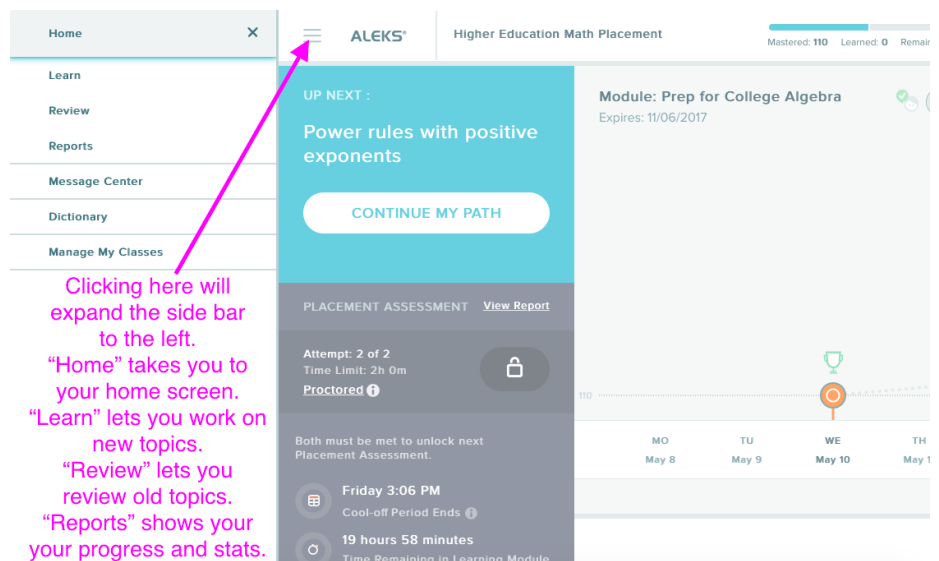 Home
Learn
Review
Reports
Message Center
Dictionary
Manage My Classes
Clicking here will
expand the side bar
to the left.
“Home” takes you to
your home screen.
“Learn” lets you work on
new topics.
“Review” lets you
review old topics.
“Reports” shows your
your progress and stats.
ALEKS®
Higher Education Math Placement
Mastered: 110 Learned: 0
UP NEXT :
Power rules with positive
exponents
CONTINUE MY PATH
PLACEMENT ASSESSMENT View Report
Attempt: 2 of 2
Time Limit: 2h 0m
Proctored
Both must be met to unlock next
Placement Assessment.
Friday 3:06 PM
Cool-off Period Ends
19 hours 58 minutes
Time Remaining in Learning Module
Module: Prep for College Algebra
Expires: 11/06/2017
110
MO TU WE TH
May 8 May 9 May 10 May